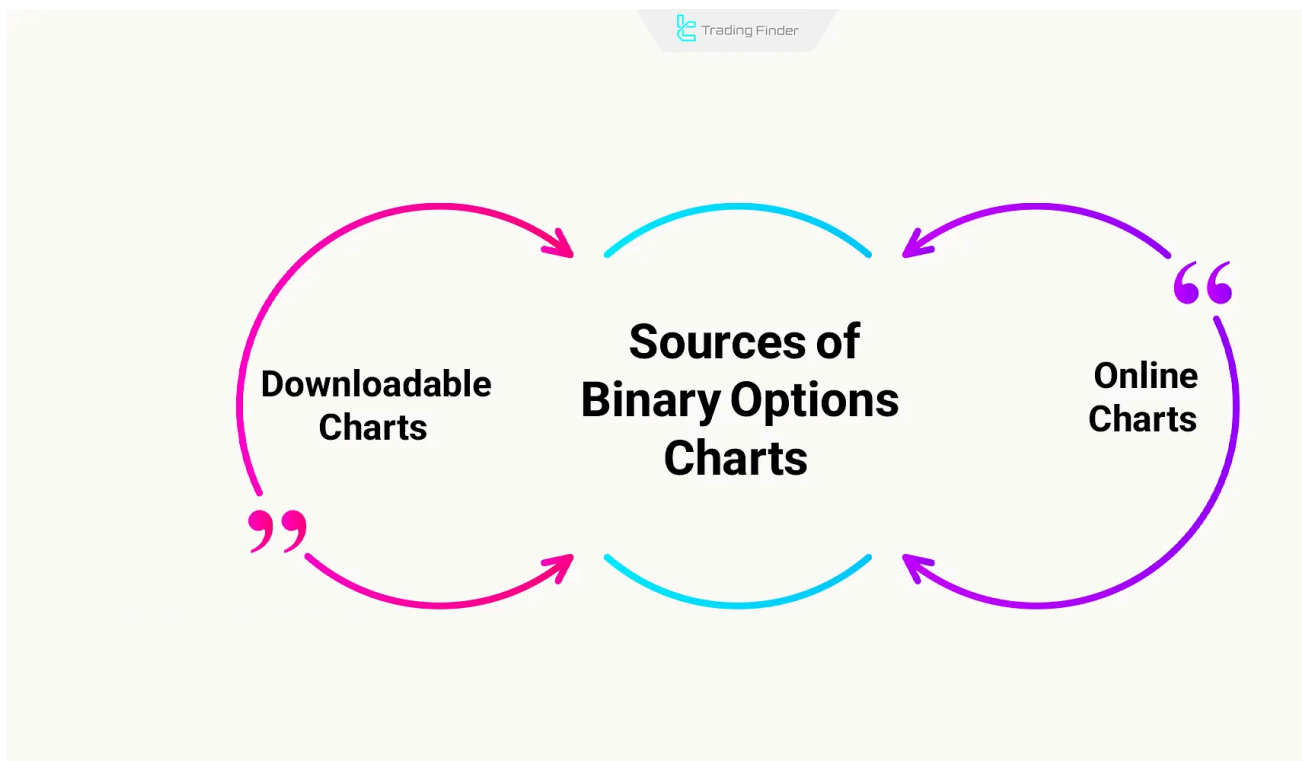 Trading Finder
Downloadable
Charts
Sources of
Binary Options
Charts
Online
Charts